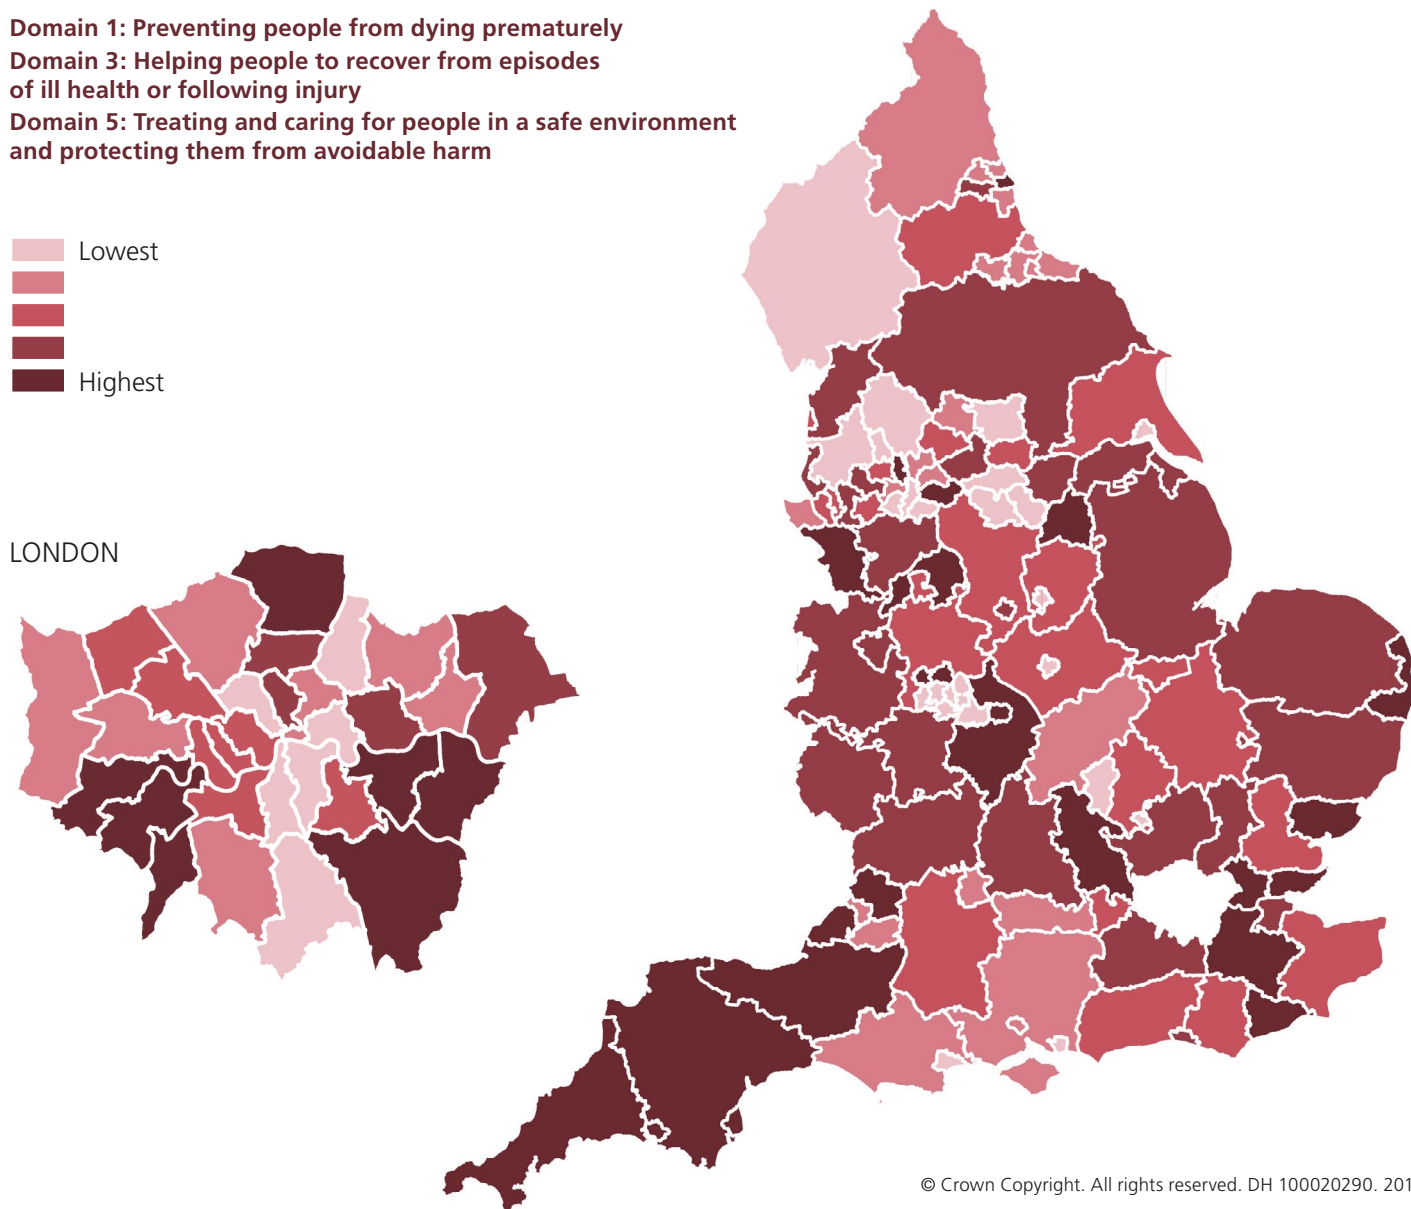 Domain 1: Preventing people from dying prematurely
Domain 3: Helping people to recover from episodes
of ill health or following injury
Domain 5: Treating and caring for people in a safe environment
and protecting them from avoidable harm
Lowest
Highest
LONDON
© Crown Copyright. All rights reserved. DH 100020290. 201